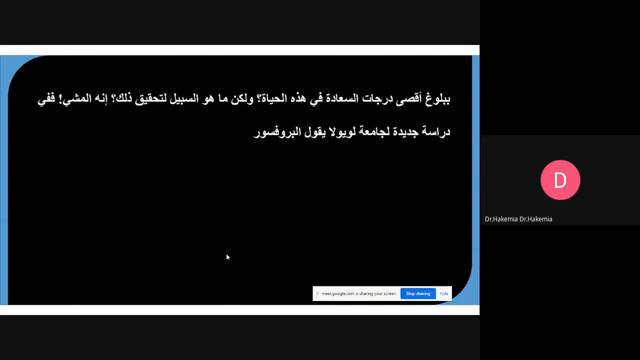 ببلوغ أقصى درجات السعادة في هذه الحياة؟ ولكن ما هو السبيل لتحقيق ذلك؟ إنه المشي! ففي
دراسة جديدة لجامعة لويولا يقول البروفسور
D
Dr.Hakemia Dr.Hakemia
meet.google.com is sharing your screen. Stop sharing Hide